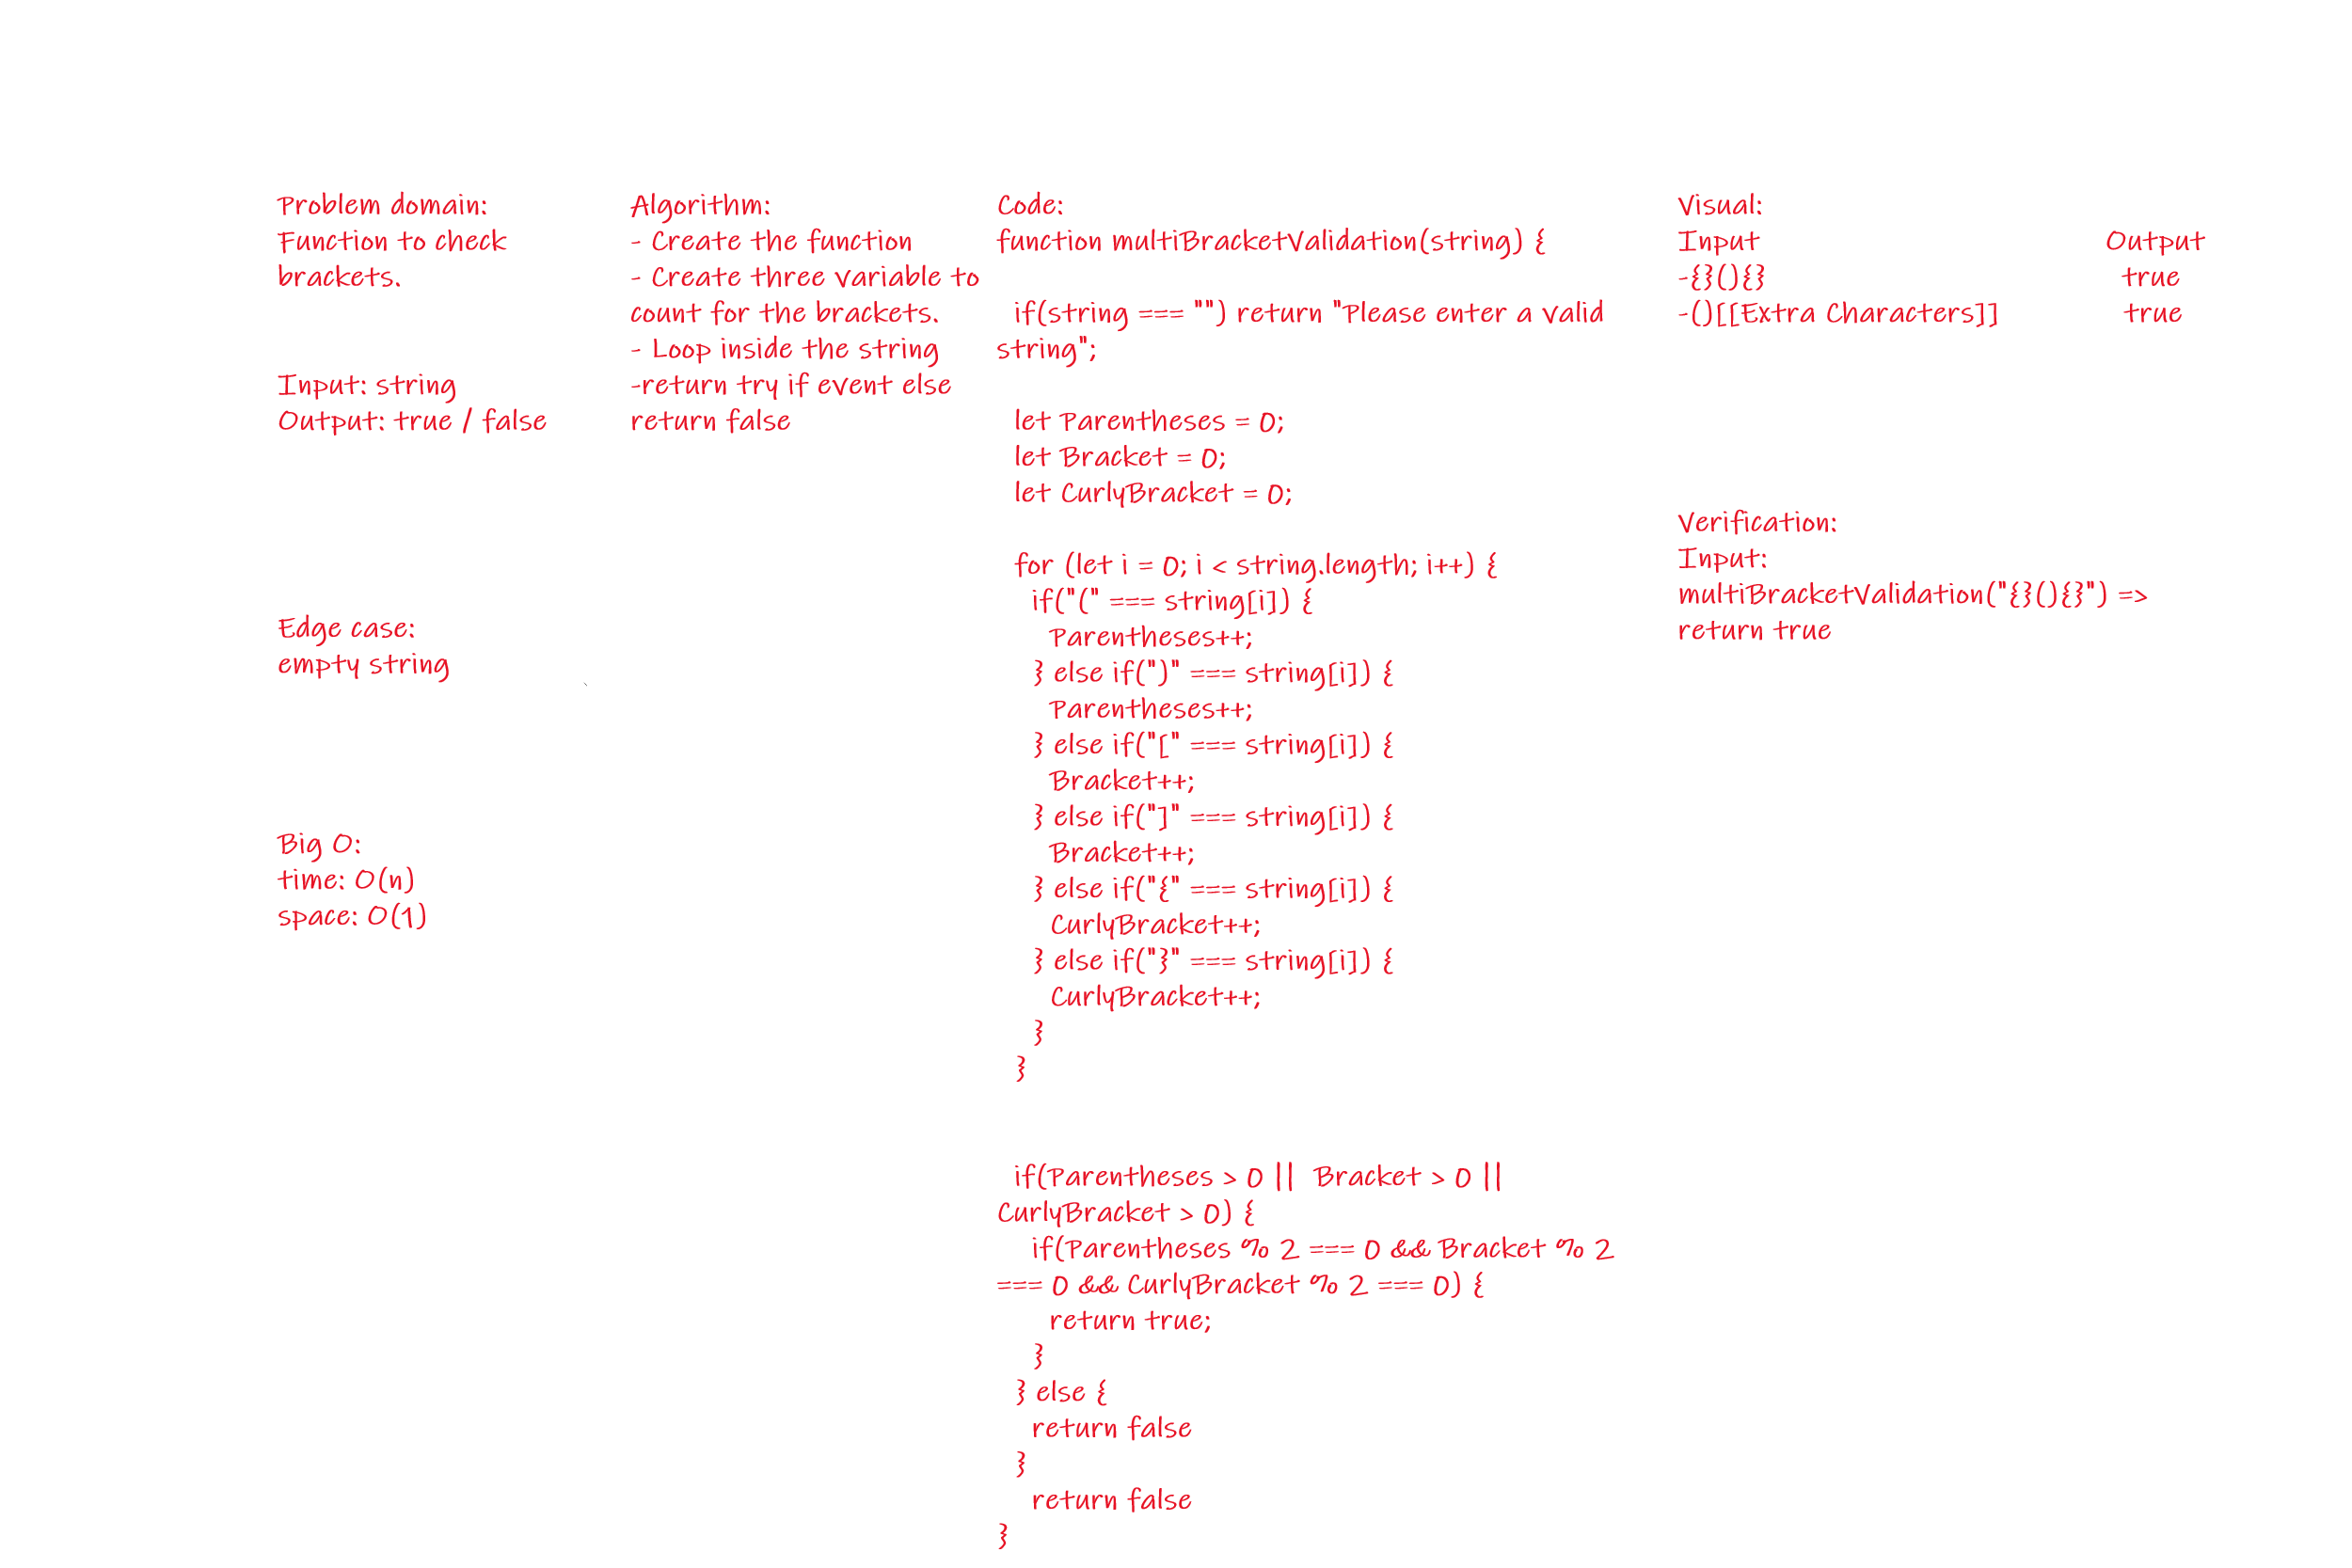 Problem domain:
Function to check
brackets.
Input: string
Output: true / false
Edge case:
empty string
Big O:
time: O(n)
space: O(1)
Algorithm:
- Create the function
- Create three variable to
count for the brackets.
- Loop inside the string
-return try if event else
return false
Code:
function multiBracketValidation(string) {
if(string === "") return "Please enter a valid
string";
let Parentheses = 0;
let Bracket = 0;
let CurlyBracket = 0;
for (let i = 0; i < string.length; i++) {
if("(" === string[i]) {
Parentheses++;
} else if(")" === string[i]) {
Parentheses++;
} else if("[" === string[i]) {
Bracket++;
} else if("]" === string[i]) {
Bracket++;
} else if("{" === string[i]) {
CurlyBracket++;
} else if("}" === string[i]) {
CurlyBracket++;
}
}
if(Parentheses > 0 ||  Bracket > 0 ||
CurlyBracket > 0) {
if(Parentheses % 2 === 0 && Bracket % 2
=== 0 && CurlyBracket % 2 === 0) {
return true;
}
} else {
return false
}
return false
}
Visual:
Input Output
-{}(){} true
-()[[Extra Characters]] true
Verification:
Input:
multiBracketValidation("{}(){}") =>
return true